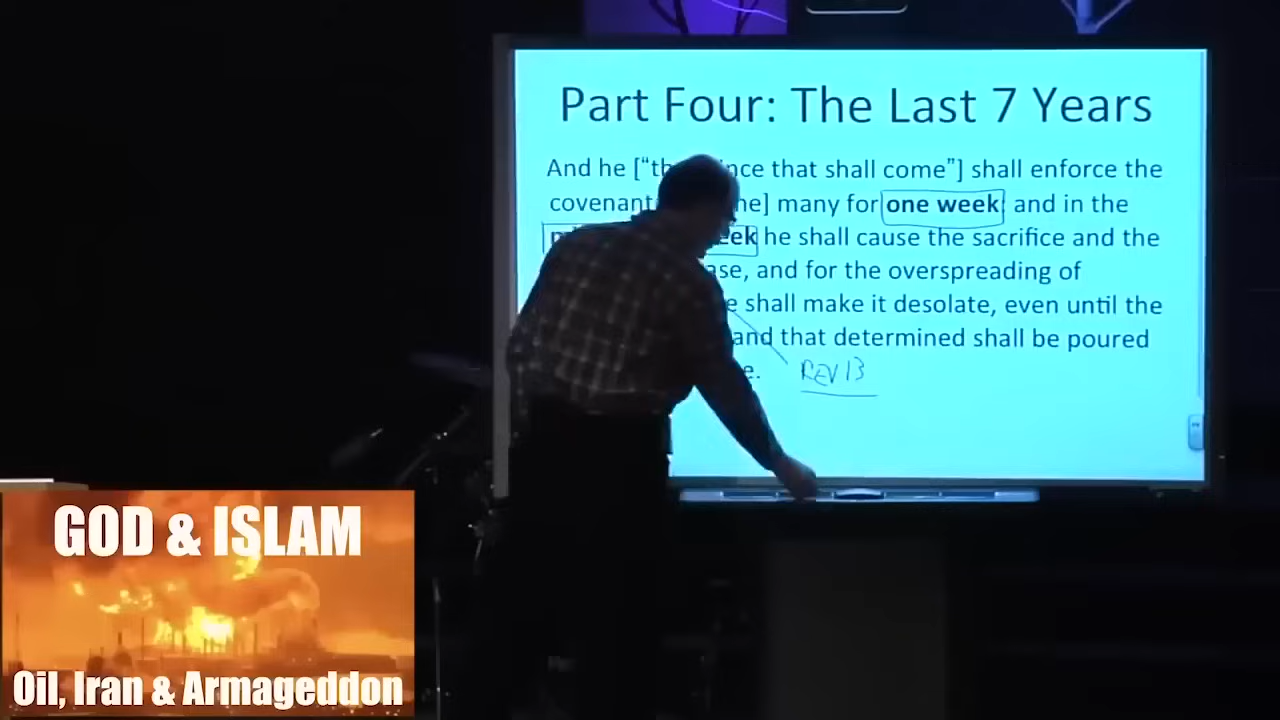 Part Four: The Last 7 Years
And he ["th nce that shall come"] shall enforce the
covenant he] many for one week; and in the
eek he shall cause the sacrifice and the
ase, and for the overspreading of
e shall make it desolate, even until the
and that determined shall be poured
e. REV 13
GOD & ISLAM
Oil, Iran & Armageddon